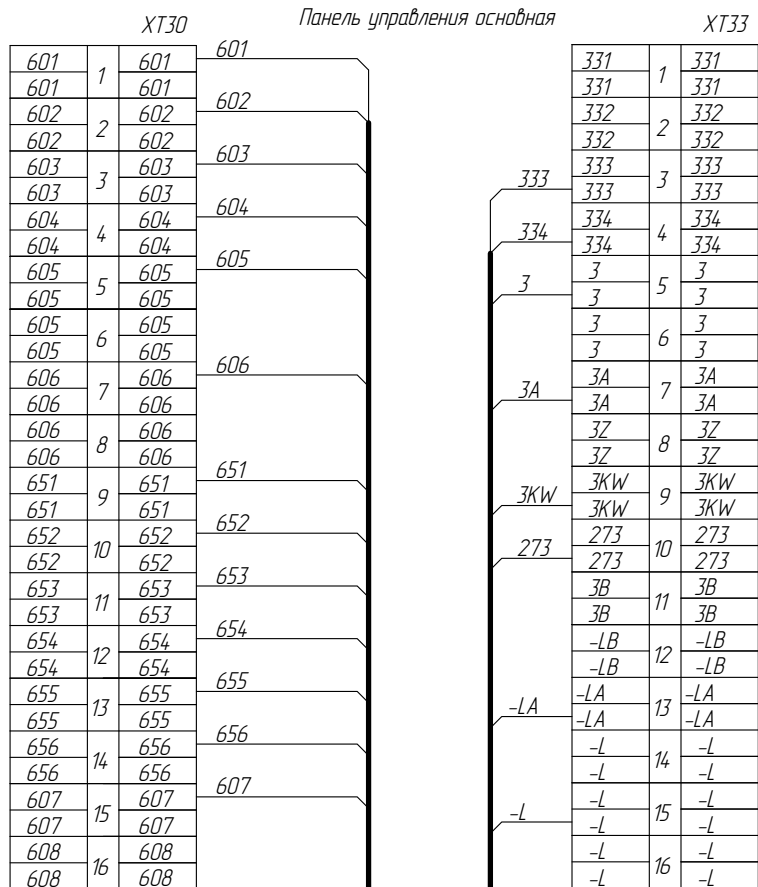 Панель управления основная
XT30
601 1 601 601
601 601
602 2 602 602
602 602
603 3 603 603
603 603
604 4 604 604
604 604
605 5 605 605
605 605
605 6 605
605 605
606 7 606 606
606 606
606 8 606
606 606
651 9 651 651
651 651
652 10 652 652
652 652
653 11 653 653
653 653
654 12 654 654
654 654
655 13 655 655
655 655
656 14 656 656
656 656
607 15 607 607
607 607
608 16 608
608 608
XT33
331 1 331
331 331
332 2 332
332 332
333 3 333
333 333 333
334 4 334
334 334 334
3 5 3
3 3 3
3 6 3
3 3
3A 7 3A
3A 3A 3A
3Z 8 3Z
3Z 3Z
3KW 9 3KW
3KW 3KW 3KW
273 10 273
273 273 273
3B 11 3B
3B 3B
-LB 12 -LB
-LB -LB
-LA 13 -LA
-LA -LA -LA
-L 14 -L
-L -L
-L 15 -L
-L -L -L
-L 16 -L
-L -L